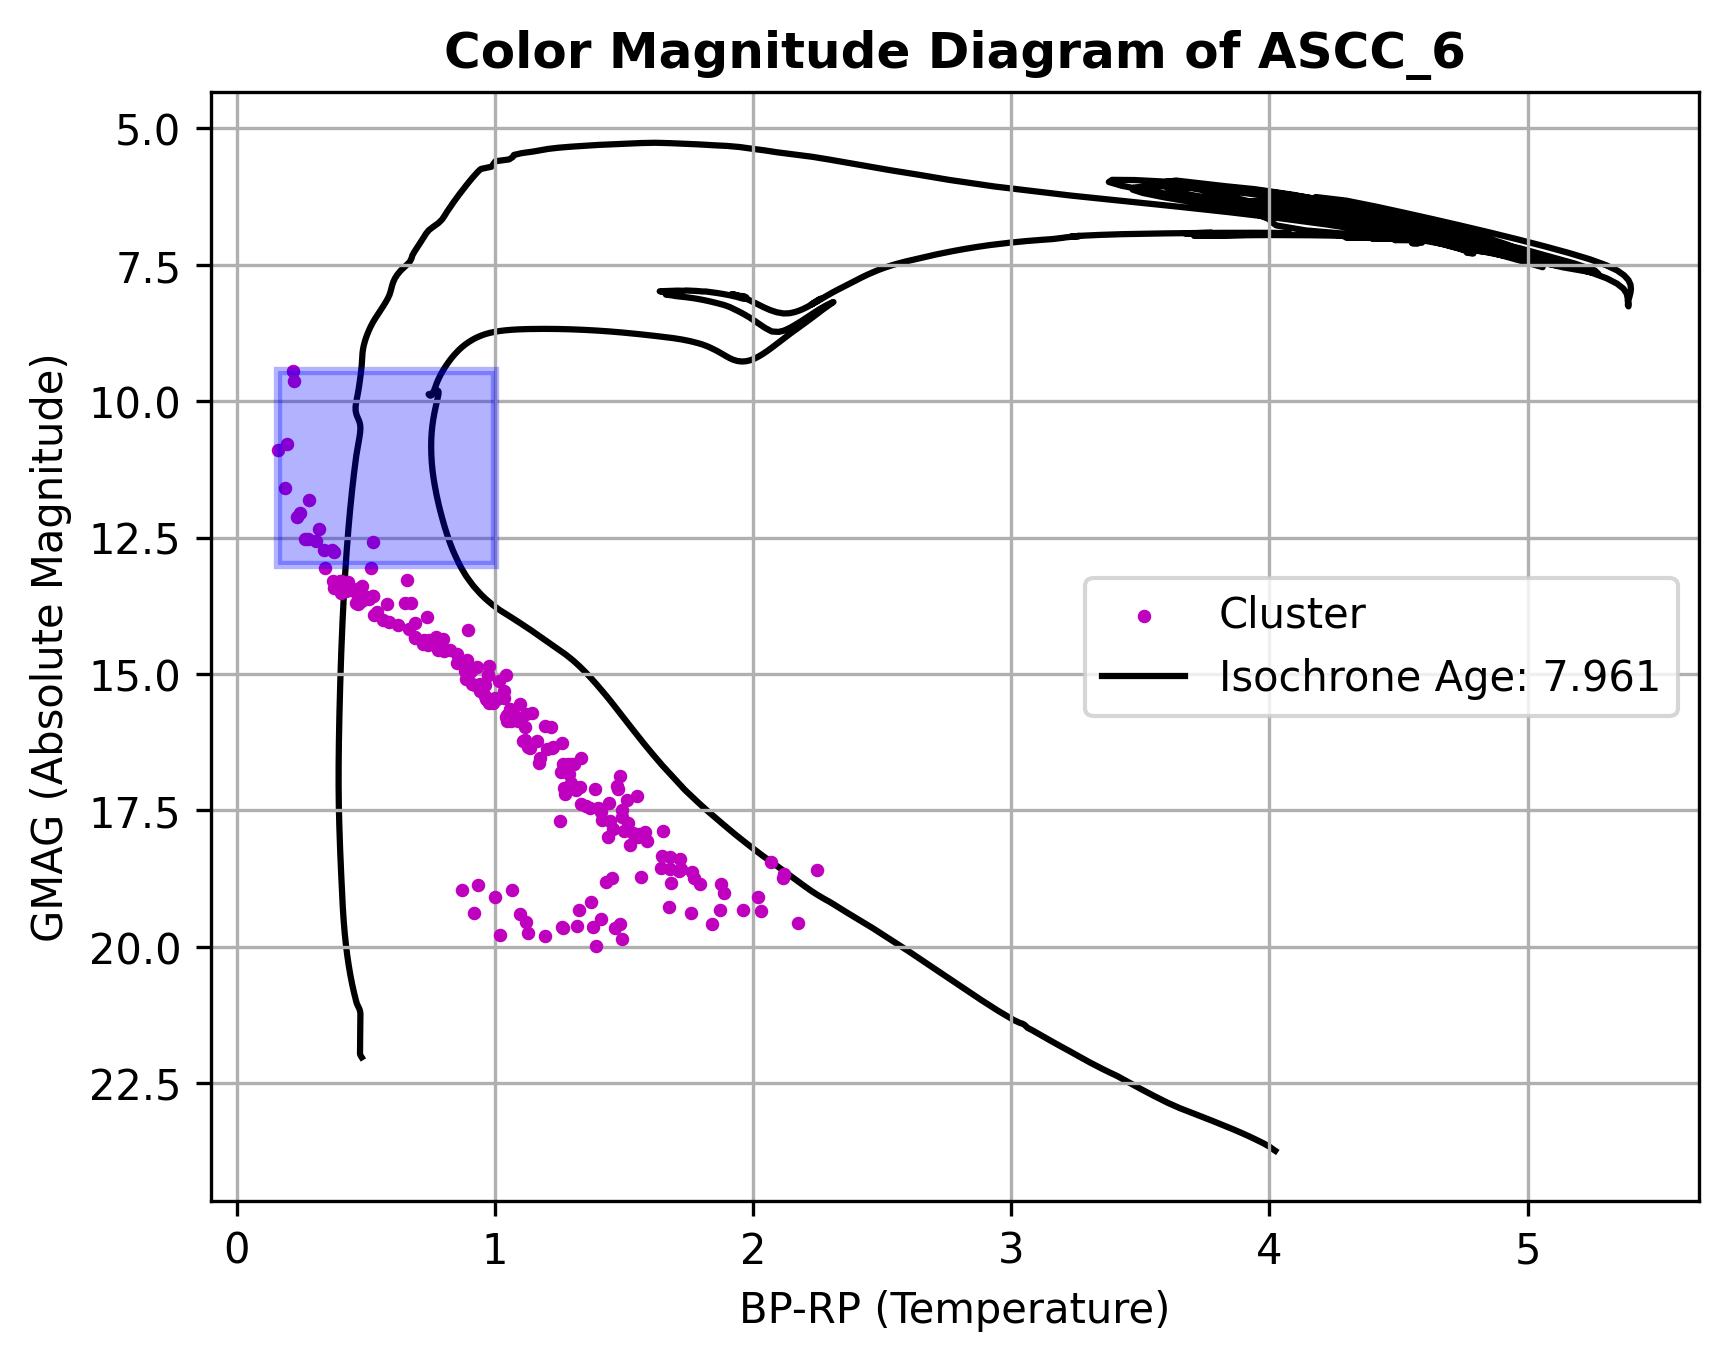 Color Magnitude Diagram of ASCC_6
GMAG (Absolute Magnitude)
5.0
7.5
10.0
12.5
15.0
17.5
20.0
22.5
Cluster
Isochrone Age: 7.961
0 1 2 3 4 5
BP-RP (Temperature)